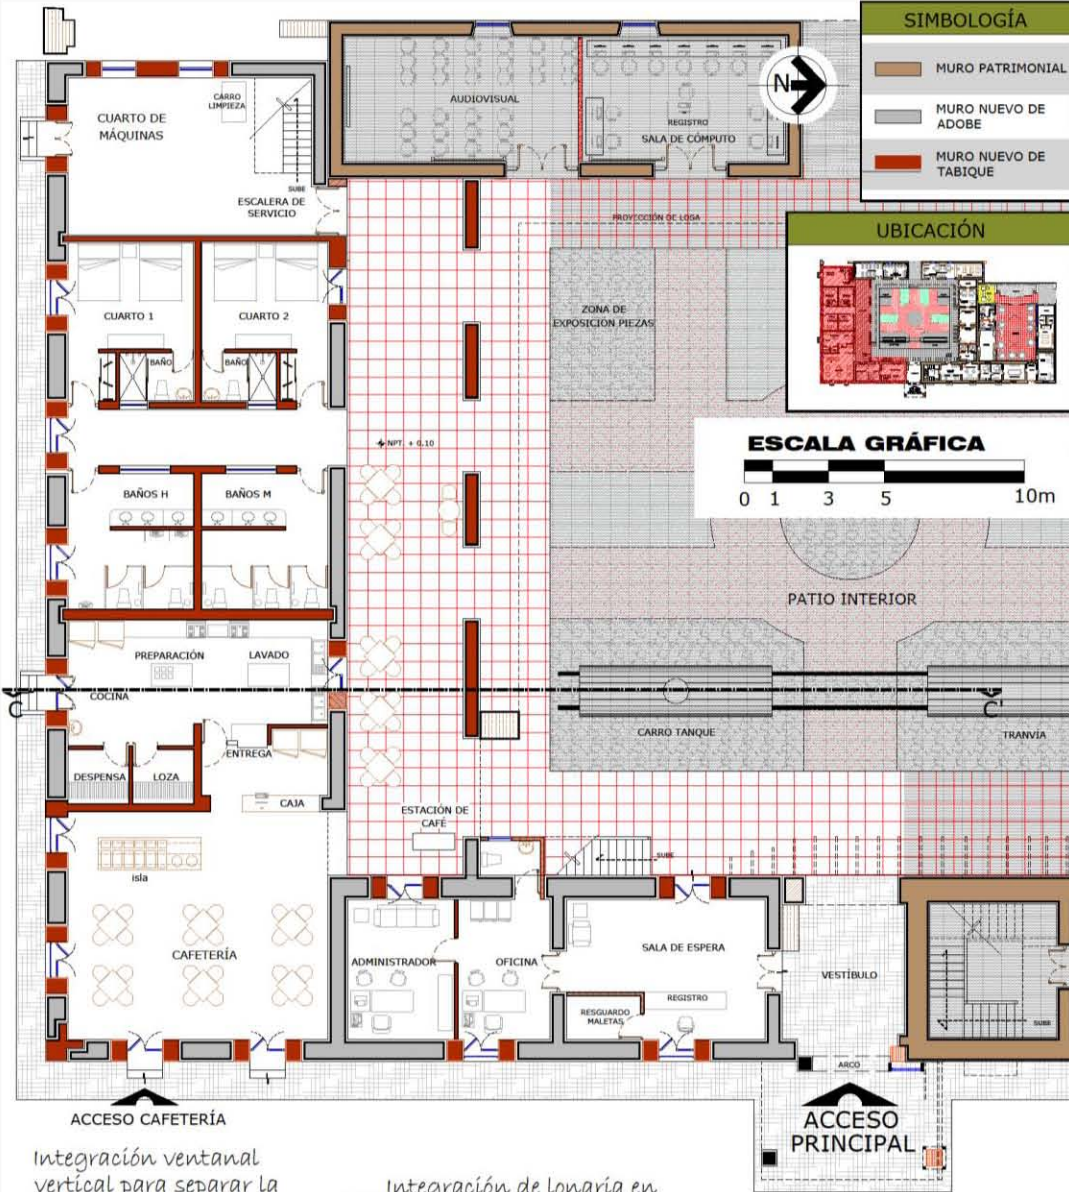 SIMBOLOGÍA
MURO PATRIMONIAL
MURO NUEVO DE
ADOBE
MURO NUEVO DE
TABIQUE
N
UBICACIÓN
ESCALA GRÁFICA
0 1 3 5 10m
CARRO
LIMPIEZA
CUARTO DE
MÁQUINAS
SUBE
ESCALERA DE
SERVICIO
AUDIOVISUAL
REGISTRO
SALA DE CÓMPUTO
PROYECCIÓN DE LOSA
CUARTO 1
CUARTO 2
BAÑO
BAÑO
ZONA DE
EXPOSICIÓN PIEZAS
NPT. + 0.10
BAÑOS H
BAÑOS M
PATIO INTERIOR
PREPARACIÓN
LAVADO
COCINA
C
C'
CARRO TANQUE
TRANVÍA
ENTREGA
DESPENSA
LOZA
CAJA
ESTACIÓN DE
CAFÉ
isla
SUBE
CAFETERÍA
ADMINISTRADOR
OFICINA
SALA DE ESPERA
VESTÍBULO
RESGUARDO
MALETAS
REGISTRO
SUBE
ARCO
ACCESO CAFETERÍA
ACCESO
PRINCIPAL
Integración ventanal
vertical para separar la
Integración de lonaria en